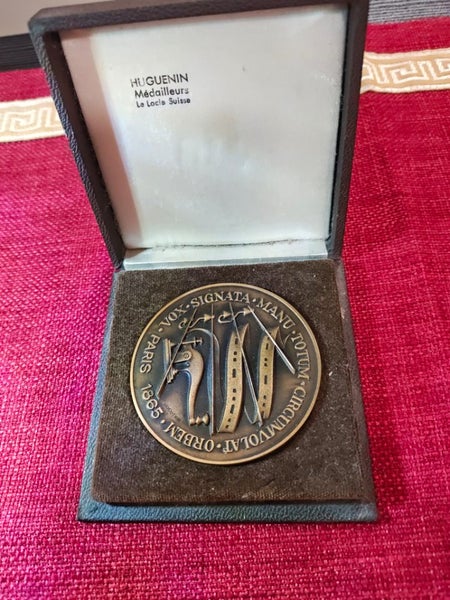 HUGUENIN
Médailleurs
Le Locle Suisse
PARIS · VOX · SIGNATA · MANU · TOTUM · CIRCUMVOLAT · ORBEM · 1865